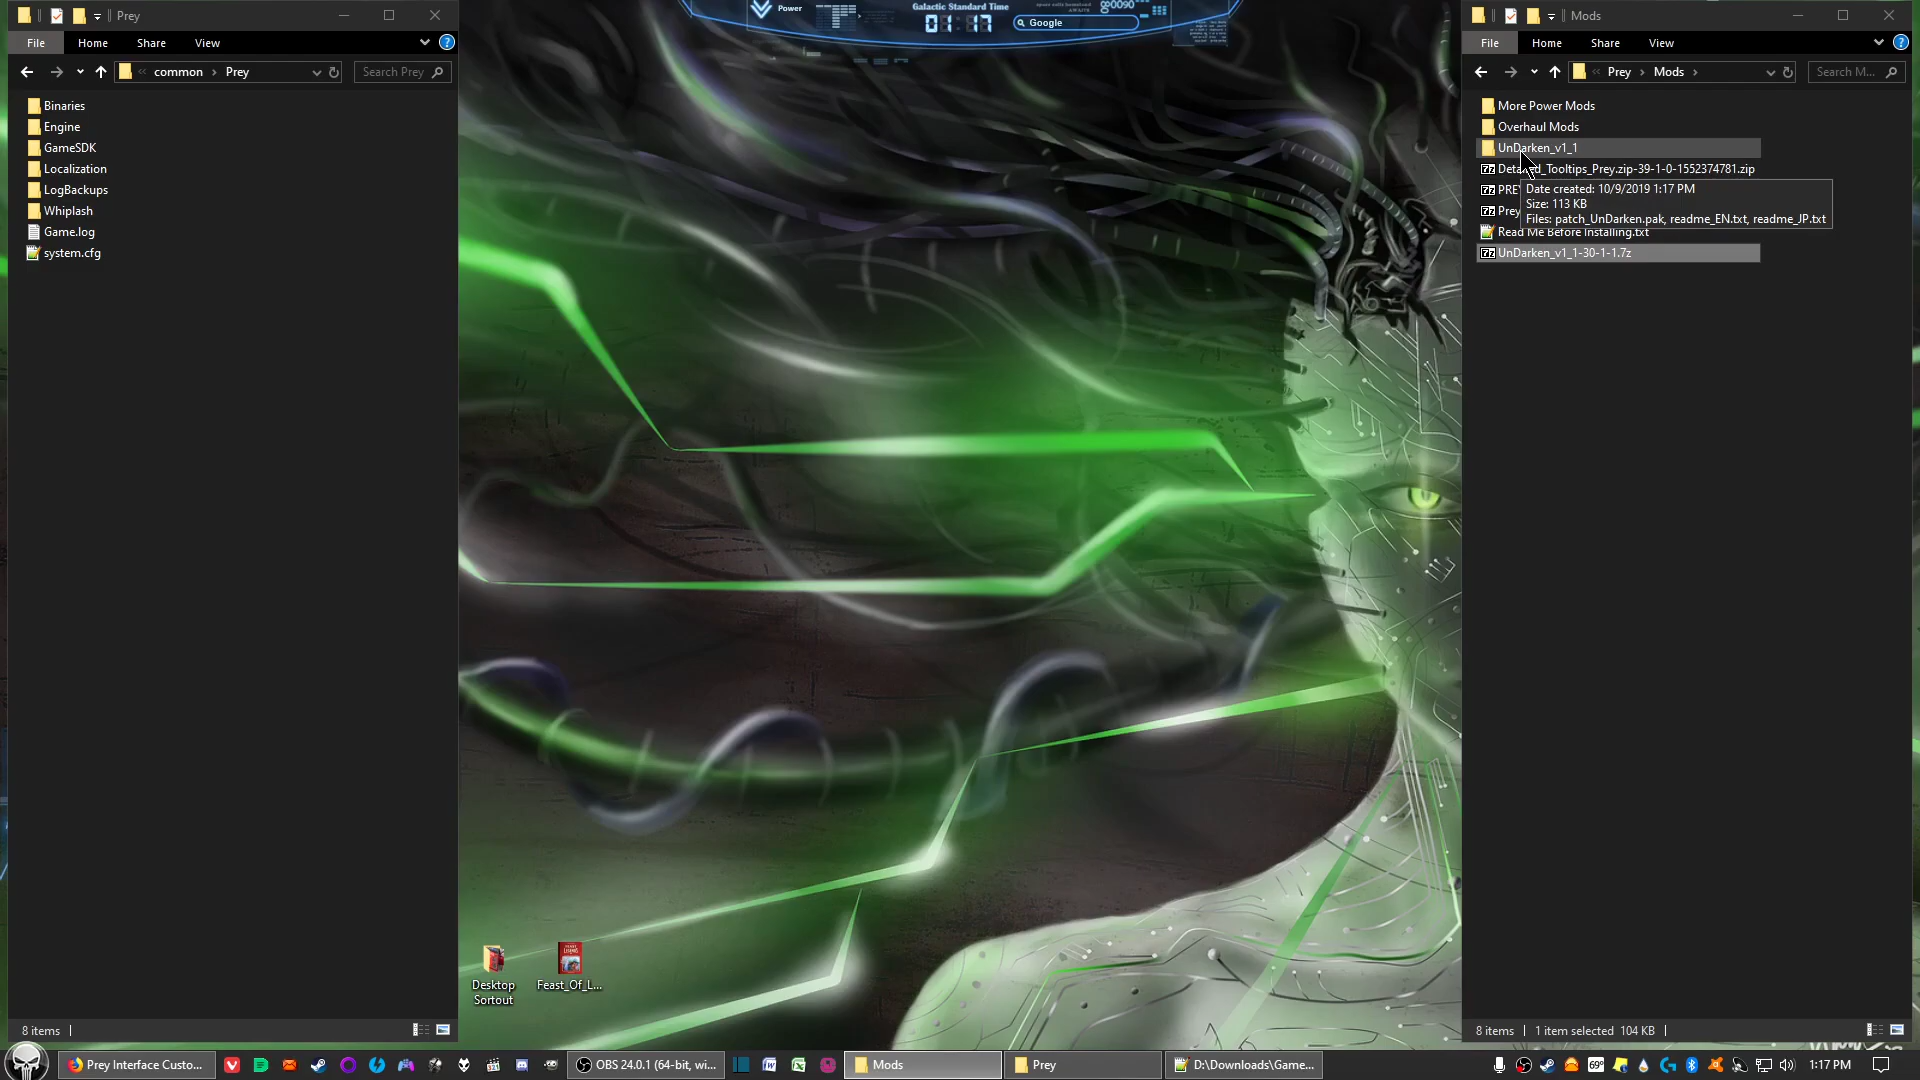 Prey
File Home Share View
common Prey
Search Prey
Binaries
Engine
GameSDK
Localization
LogBackups
Whiplash
Game.log
system.cfg
8 items
Power
Galactic Standard Time
01 17
Google
Desktop
Sortout
Feast_Of_L...
Mods
File Home Share View
Prey Mods
Search M...
More Power Mods
Overhaul Mods
UnDarken_v1_1
Detailed_Tooltips_Prey.zip-39-1-0-1552374781.zip
PREY
Prey
Date created: 10/9/2019 1:17 PM
Size: 113 KB
Files: patch_UnDarken.pak, readme_EN.txt, readme_JP.txt
Read Me Before Installing.txt
UnDarken_v1_1-30-1-1.7z
8 items 1 item selected 104 KB
Prey Interface Custo...
OBS 24.0.1 (64-bit, wi...
Mods
Prey
D:\Downloads\Game...
69°
1:17 PM